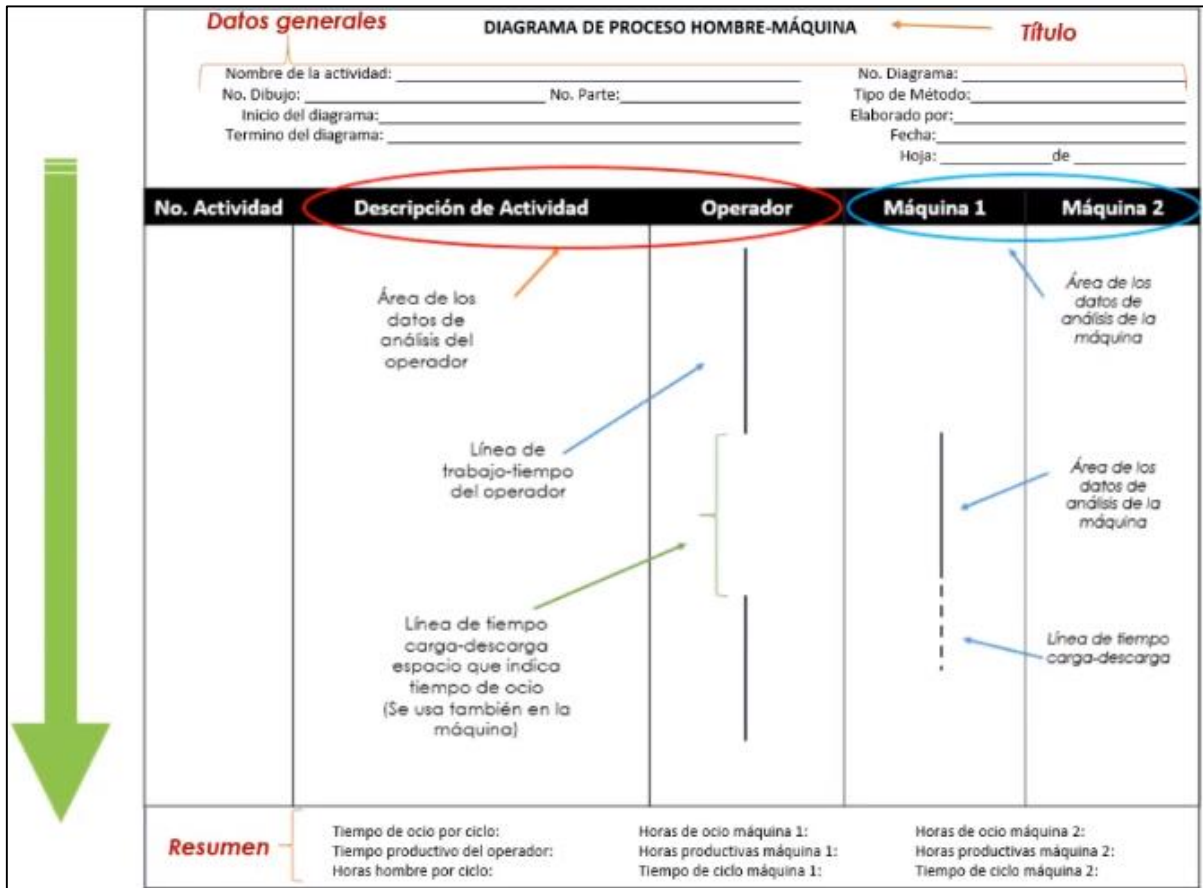 Datos generales
DIAGRAMA DE PROCESO HOMBRE-MÁQUINA
Título
Nombre de la actividad:
No. Diagrama:
No. Dibujo: No. Parte:
Tipo de Método:
Inicio del diagrama:
Elaborado por:
Termino del diagrama:
Fecha:
Hoja: de
No. Actividad Descripción de Actividad Operador Máquina 1 Máquina 2
Área de los
datos de
análisis del
operador
Área de los
datos de
análisis de la
máquina
Línea de
trabajo-tiempo
del operador
Área de los
datos de
análisis de la
máquina
Línea de tiempo
carga-descarga
espacio que indica
tiempo de ocio
(Se usa también en la
máquina)
Línea de tiempo
carga-descarga
Resumen
Tiempo de ocio por ciclo: Horas de ocio máquina 1: Horas de ocio máquina 2:
Tiempo productivo del operador: Horas productivas máquina 1: Horas productivas máquina 2:
Horas hombre por ciclo: Tiempo de ciclo máquina 1: Tiempo de ciclo máquina 2: